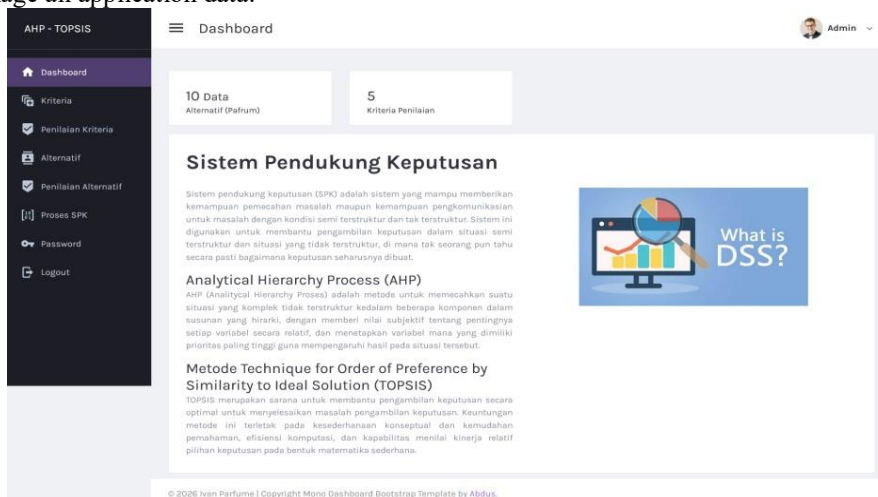 age all application data.
AHP - TOPSIS
Dashboard
Admin
Dashboard
Kriteria
Penilaian Kriteria
Alternatif
Penilaian Alternatif
Proses SPK
Password
Logout
10 Data
Alternatif (Pafrum)
5
Kriteria Penilaian
Sistem Pendukung Keputusan
Sistem pendukung keputusan (SPK) adalah sistem yang mampu memberikan
kemampuan pemecahan masalah maupun kemampuan pengkomunikasian
untuk masalah dengan kondisi semi terstruktur dan tak terstruktur. Sistem ini
digunakan untuk membantu pengambilan keputusan dalam situasi semi
terstruktur dan situasi yang tidak terstruktur, di mana tak seorang pun tahu
secara pasti bagaimana keputusan seharusnya dibuat.
Analytical Hierarchy Process (AHP)
AHP (Analitycal Hierarchy Proses) adalah metode untuk memecahkan suatu
situasi yang komplek tidak terstruktur kedalam beberapa komponen dalam
susunan yang hirarki, dengan memberi nilai subjektif tentang pentingnya
setiap variabel secara relatif, dan menetapkan variabel mana yang dimiliki
prioritas paling tinggi guna mempengaruhi hasil pada situasi tersebut.
Metode Technique for Order of Preference by
Similarity to Ideal Solution (TOPSIS)
TOPSIS merupakan sarana untuk membantu pengambilan keputusan secara
optimal untuk menyelesaikan masalah pengambilan keputusan. Keuntungan
metode ini terletak pada kesederhanaan konseptual dan kemudahan
pemahaman, efisiensi komputasi, dan kapabilitas menilai kinerja relatif
pilihan keputusan pada bentuk matematika sederhana.
What is
DSS?
© 2026 Ivan Parfume | Copyright Mono Dashboard Bootstrap Template by Abdus.